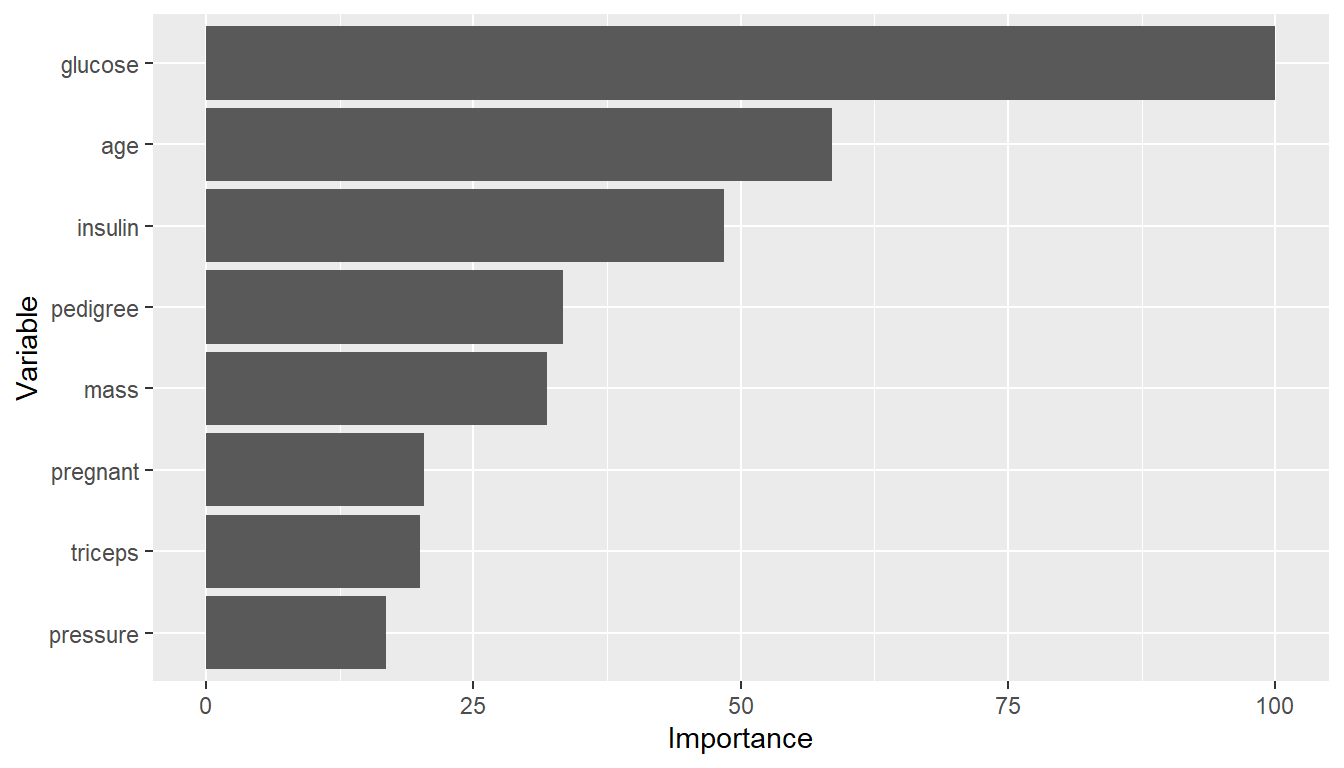 glucose
age
insulin
pedigree
mass
pregnant
triceps
pressure
Variable
0 25 50 75 100
Importance